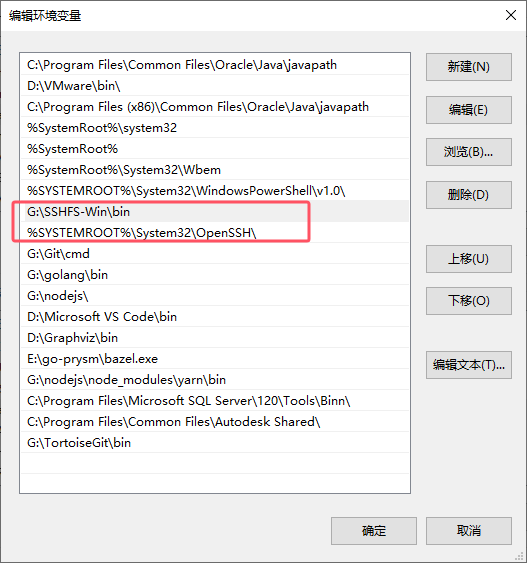 编辑环境变量
C:\Program Files\Common Files\Oracle\Java\javapath
D:\VMware\bin\
C:\Program Files (x86)\Common Files\Oracle\Java\javapath
%SystemRoot%\system32
%SystemRoot%
%SystemRoot%\System32\Wbem
%SYSTEMROOT%\System32\WindowsPowerShell\v1.0\
G:\SSHFS-Win\bin
%SYSTEMROOT%\System32\OpenSSH\
G:\Git\cmd
G:\golang\bin
G:\nodejs\
D:\Microsoft VS Code\bin
D:\Graphviz\bin
E:\go-prysm\bazel.exe
G:\nodejs\node_modules\yarn\bin
C:\Program Files\Microsoft SQL Server\120\Tools\Binn\
C:\Program Files\Common Files\Autodesk Shared\
G:\TortoiseGit\bin
新建(N)
编辑(E)
浏览(B)...
删除(D)
上移(U)
下移(O)
编辑文本(T)...
确定
取消